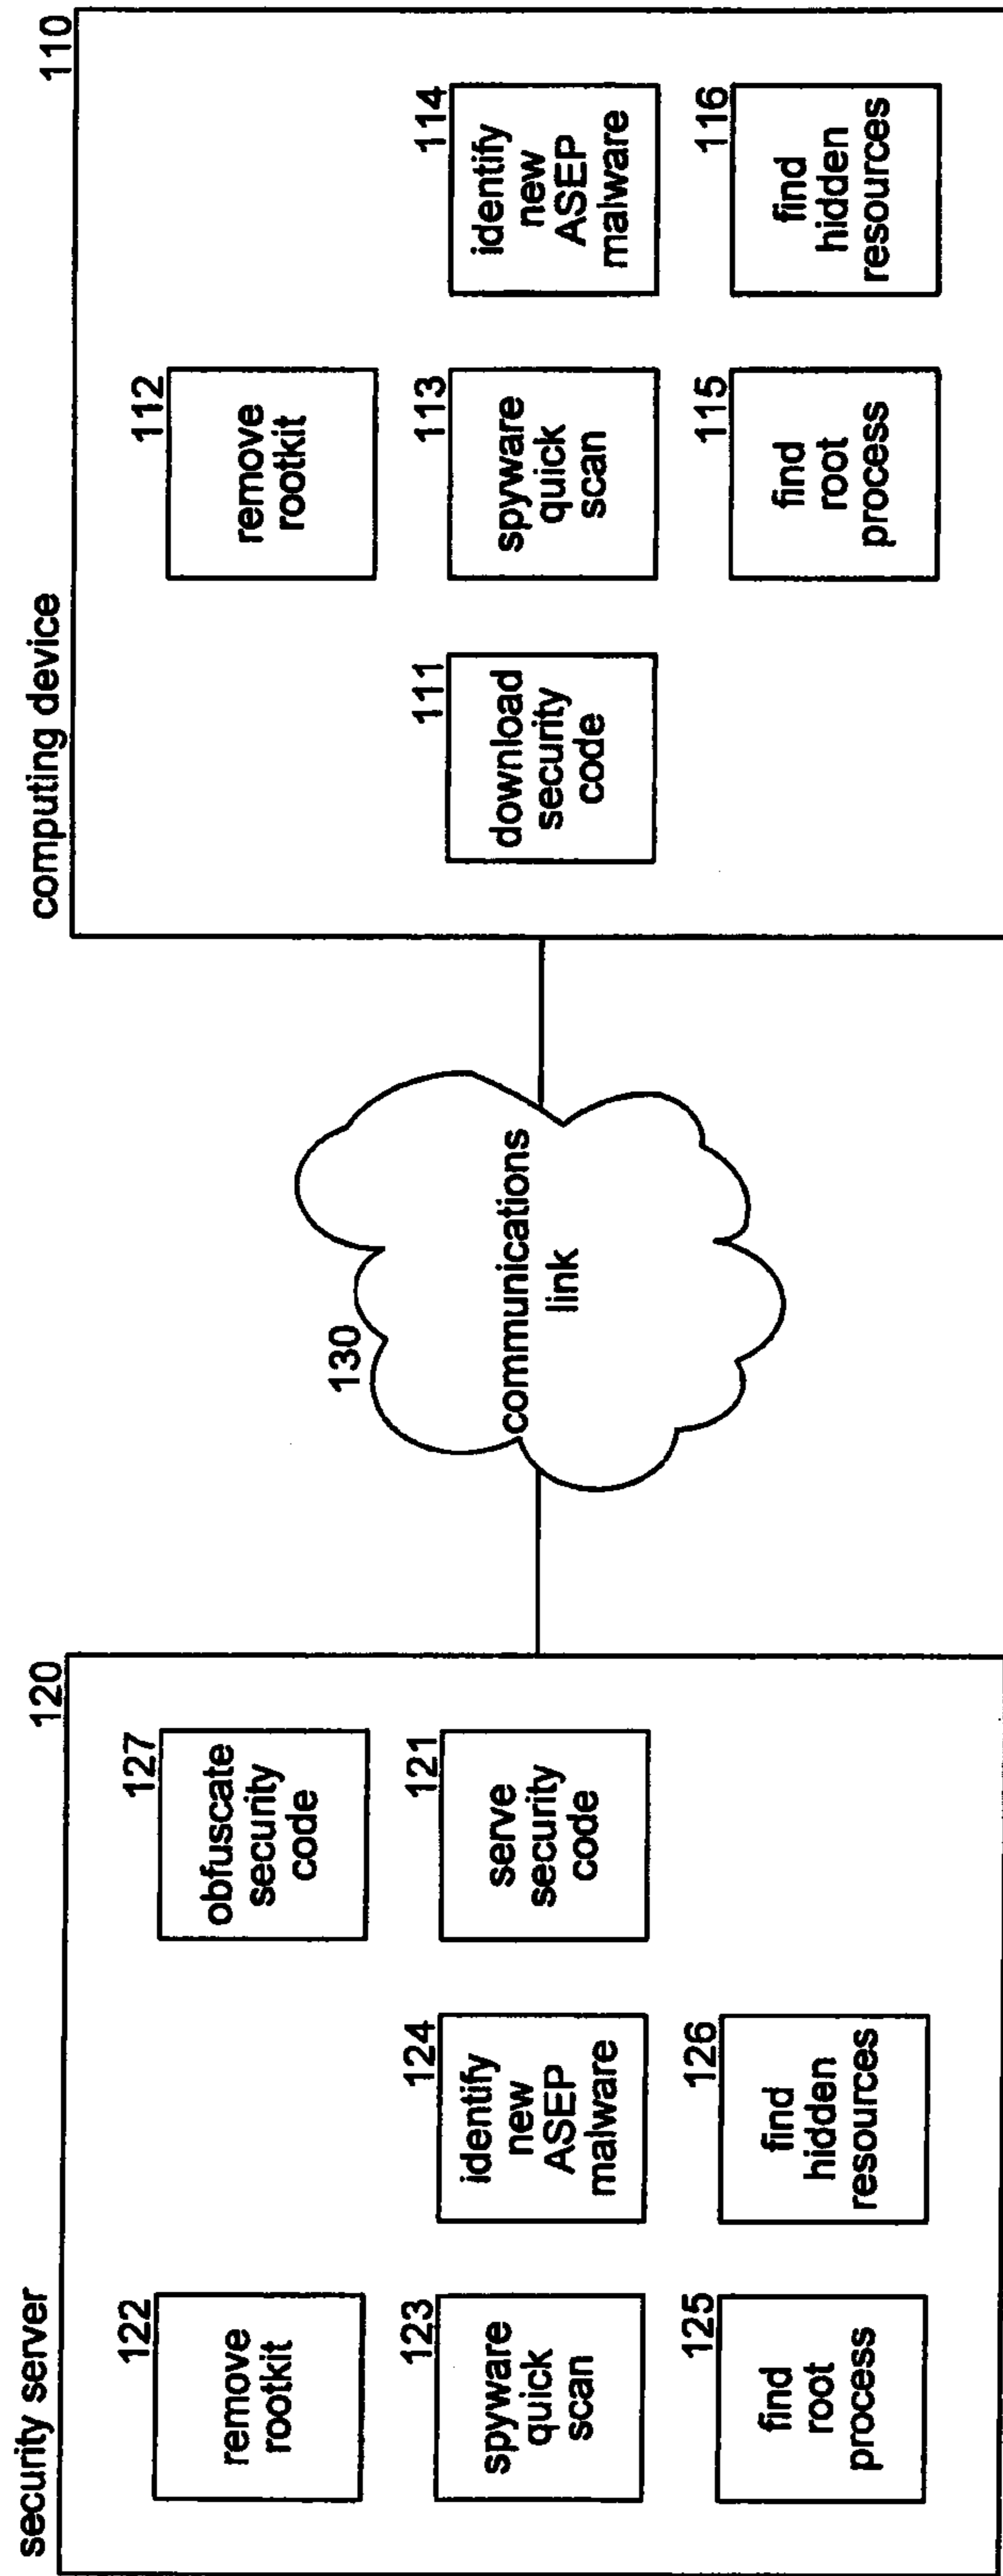 security server
120
122
remove
rootkit
127
obfuscate
security
code
123
spyware
quick
scan
124
identify
new
ASEP
malware
121
serve
security
code
125
find
root
process
126
find
hidden
resources
130
communications
link
computing device
110
112
remove
rootkit
111
download
security
code
113
spyware
quick
scan
114
identify
new
ASEP
malware
115
find
root
process
116
find
hidden
resources